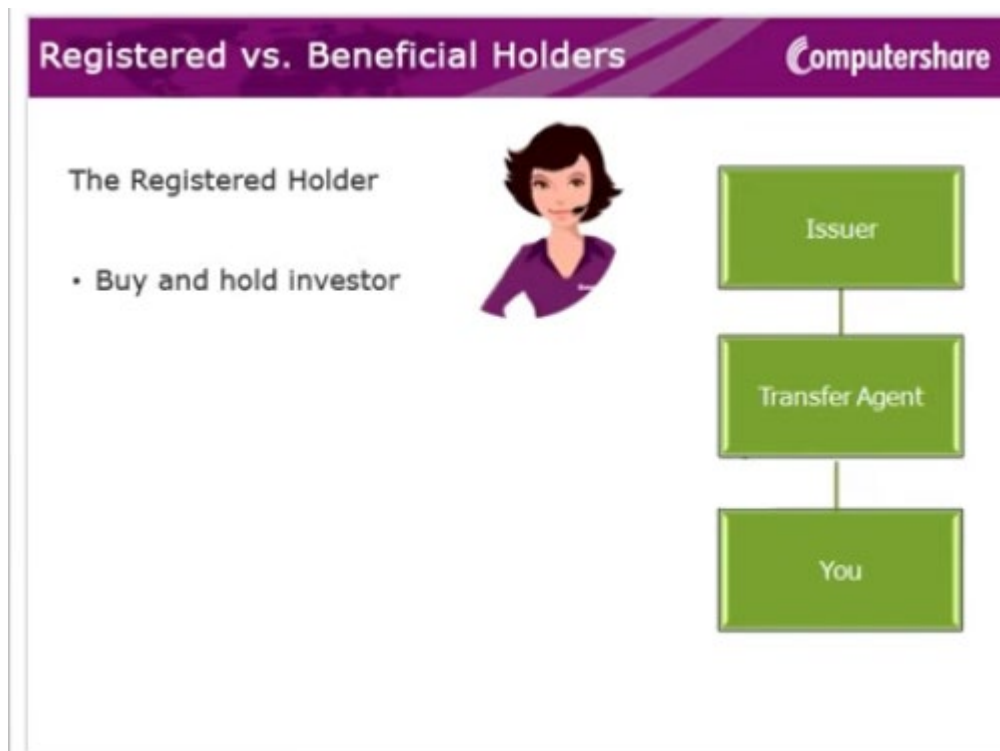 Registered vs. Beneficial Holders
Computershare
The Registered Holder
• Buy and hold investor
Issuer
Transfer Agent
You